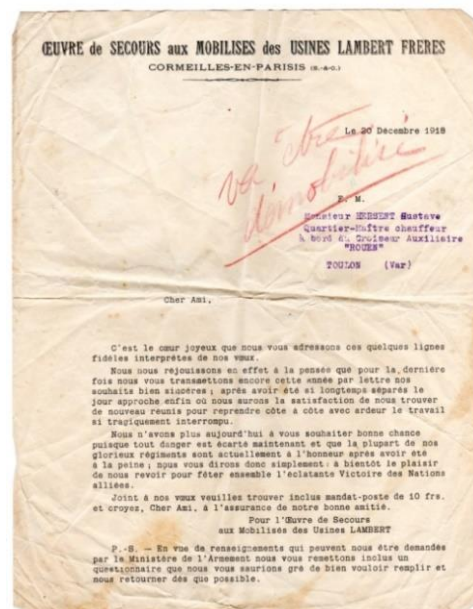 ŒUVRE de SECOURS aux MOBILISES des USINES LAMBERT FRERES
CORMEILLES-EN-PARISIS (S.-&-O.)
Le 20 Décembre 1918
va être
démobilisé
F. M.
Monsieur HERSENT Gustave
Quartier-Maître chauffeur
à bord du Croiseur Auxiliaire
"ROUEN"
TOULON (Var)
Cher Ami,
C'est le cœur joyeux que nous vous adressons ces quelques lignes
fidèles interprètes de nos vœux.
Nous nous réjouissons en effet à la pensée que pour la dernière
fois nous vous transmettons encore cette année par lettre nos
souhaits bien sincères ; après avoir été si longtemps séparés le
jour approche enfin où nous aurons la satisfaction de nous trouver
de nouveau réunis pour reprendre côte à côte avec ardeur le travail
si tragiquement interrompu.
Nous n'avons plus aujourd'hui à vous souhaiter bonne chance
puisque tout danger est écarté maintenant et que la plupart de nos
glorieux régiments sont actuellement à l'honneur après avoir été
à la peine ; nous vous dirons donc simplement: à bientôt le plaisir
de nous revoir pour fêter ensemble l'éclatante Victoire des Nations
alliées.
Joint à nos vœux veuillez trouver inclus mandat-poste de 10 frs.
et croyez, Cher Ami, à l'assurance de notre bonne amitié.
Pour l'Œuvre de Secours
aux Mobilisés des Usines LAMBERT
P.-S. — En vue de renseignements qui peuvent nous être demandés
par le Ministère de l'Armement nous vous remettons inclus un
questionnaire que nous vous saurions gré de bien vouloir remplir et
nous retourner dès que possible.